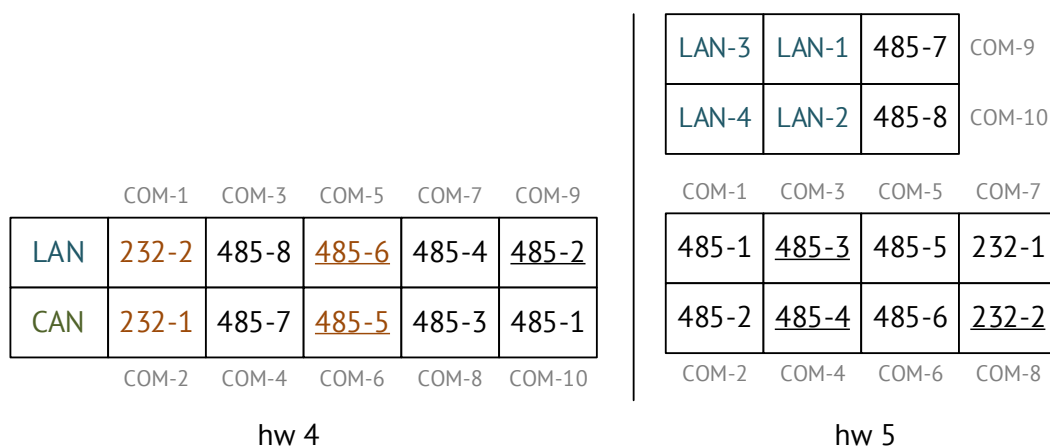 LAN-3 LAN-1 485-7 COM-9
LAN-4 LAN-2 485-8 COM-10
COM-1 COM-3 COM-5 COM-7 COM-9
LAN 232-2 485-8 485-6 485-4 485-2
CAN 232-1 485-7 485-5 485-3 485-1
COM-2 COM-4 COM-6 COM-8 COM-10
hw 4
COM-1 COM-3 COM-5 COM-7
485-1 485-3 485-5 232-1
485-2 485-4 485-6 232-2
COM-2 COM-4 COM-6 COM-8
hw 5